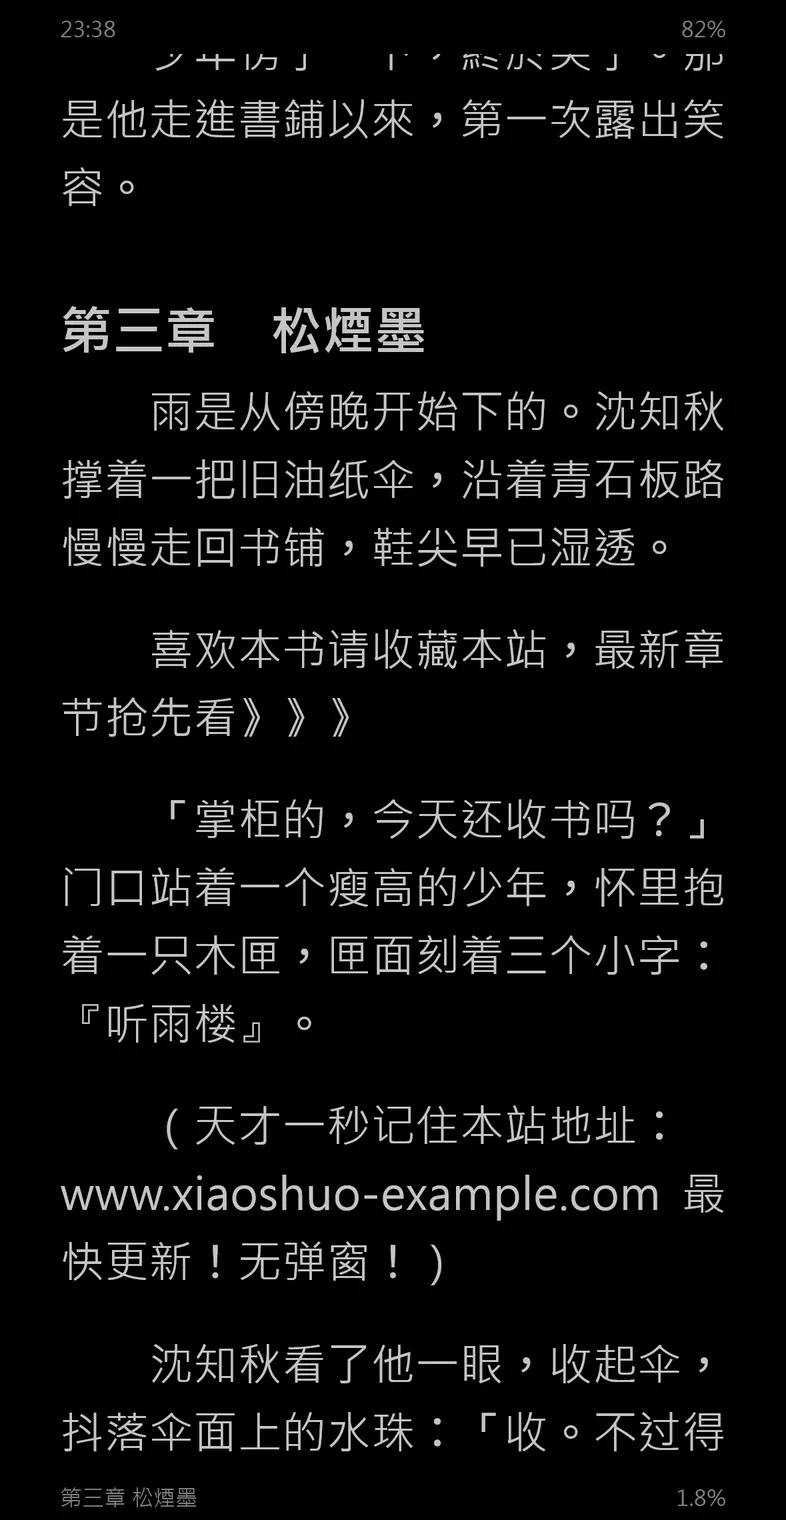 23:38
82%
是他走進書鋪以來，第一次露出笑
容。
第三章　松煙墨
雨是从傍晚开始下的。沈知秋
撑着一把旧油纸伞，沿着青石板路
慢慢走回书铺，鞋尖早已湿透。
喜欢本书请收藏本站，最新章
节抢先看》》》
「掌柜的，今天还收书吗？」
门口站着一个瘦高的少年，怀里抱
着一只木匣，匣面刻着三个小字：
『听雨楼』。
（天才一秒记住本站地址：
www.xiaoshuo-example.com 最
快更新！无弹窗！）
沈知秋看了他一眼，收起伞，
抖落伞面上的水珠：「收。不过得
第三章 松煙墨
1.8%